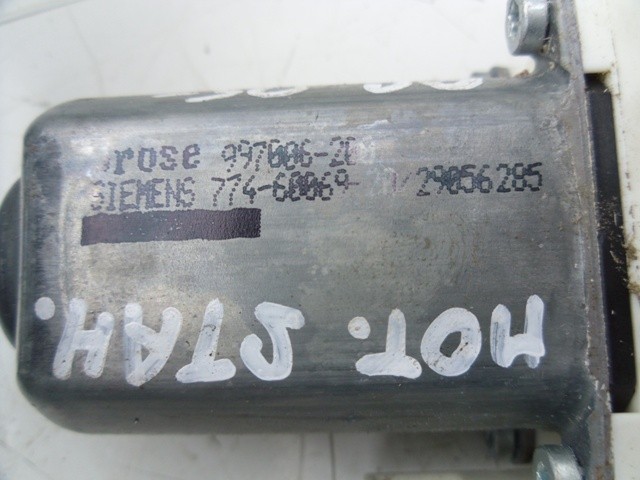 rose 997006-20
SIEMENS 774-60069- /29056285
MOT. STAH.